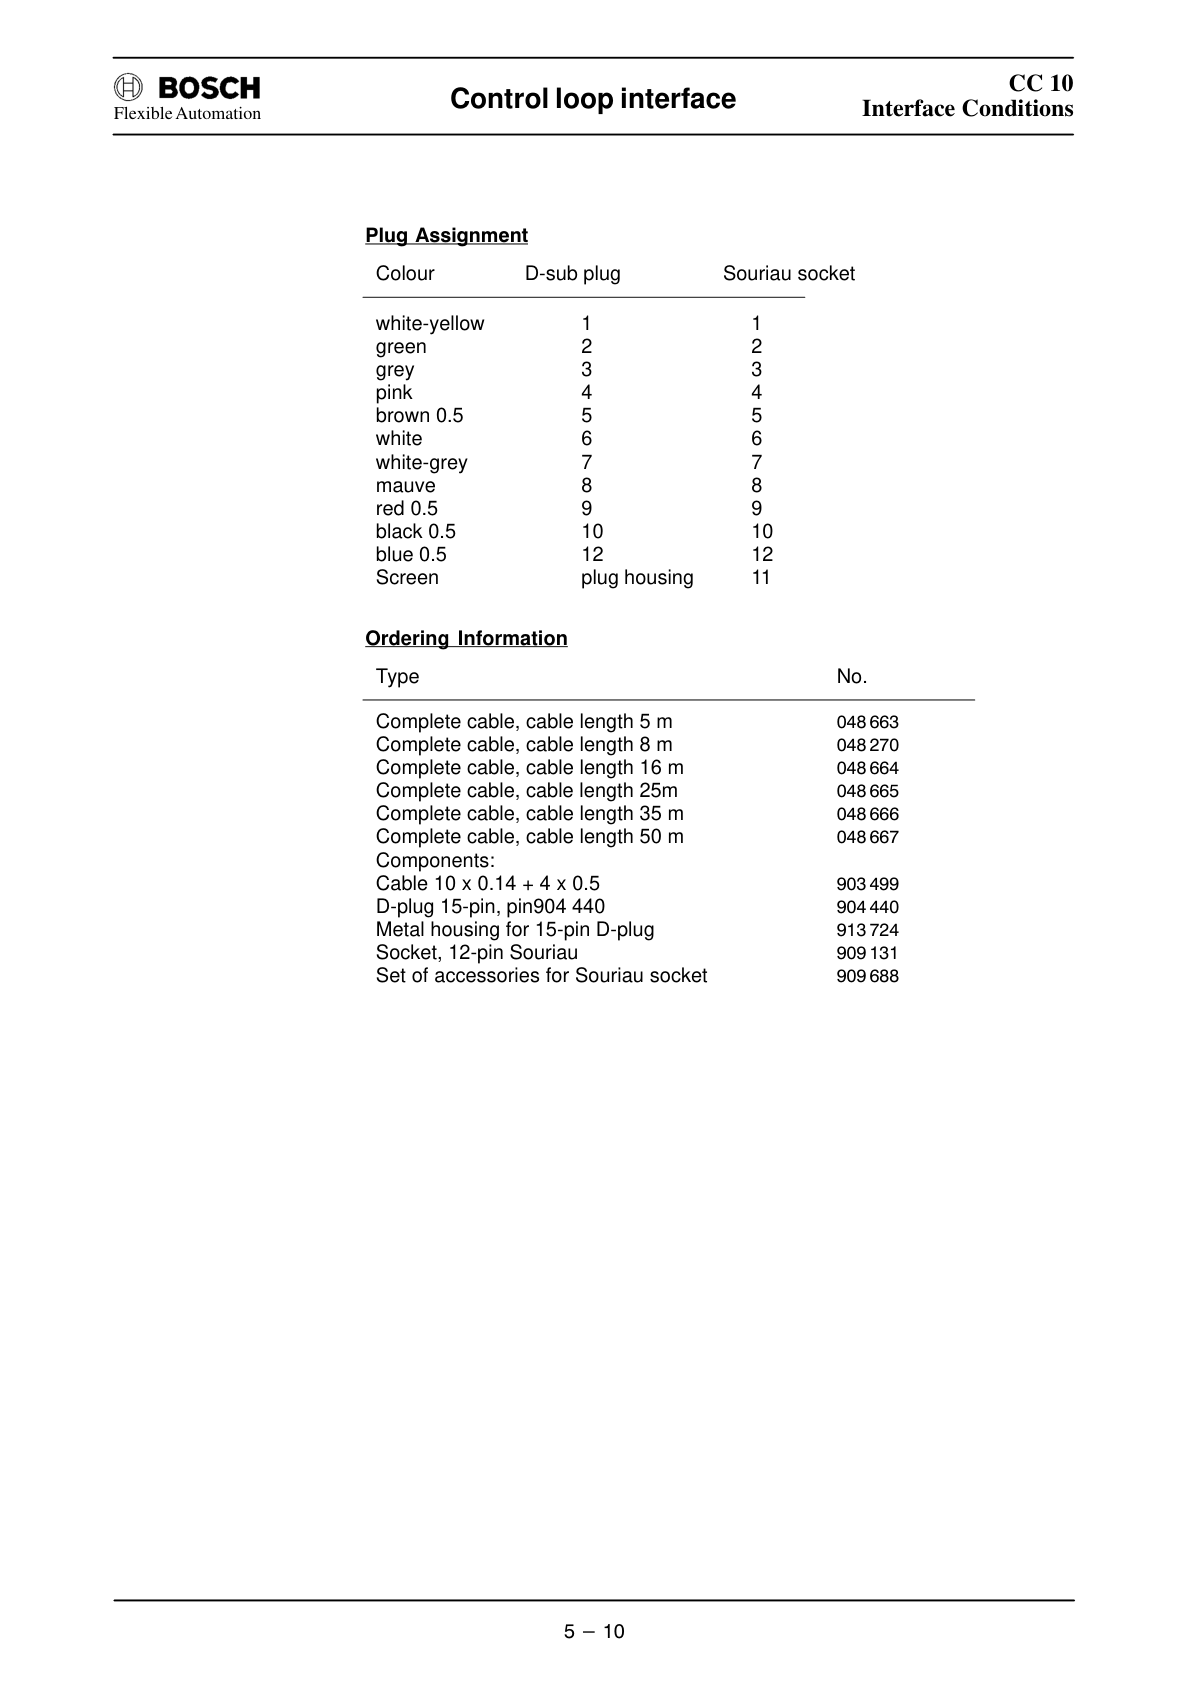 BOSCH
Flexible Automation
Control loop interface
CC 10
Interface Conditions
Plug Assignment
Colour D-sub plug Souriau socket
white-yellow 1 1
green 2 2
grey 3 3
pink 4 4
brown 0.5 5 5
white 6 6
white-grey 7 7
mauve 8 8
red 0.5 9 9
black 0.5 10 10
blue 0.5 12 12
Screen plug housing 11
Ordering Information
Type No.
Complete cable, cable length 5 m 048 663
Complete cable, cable length 8 m 048 270
Complete cable, cable length 16 m 048 664
Complete cable, cable length 25m 048 665
Complete cable, cable length 35 m 048 666
Complete cable, cable length 50 m 048 667
Components:
Cable 10 x 0.14 + 4 x 0.5 903 499
D-plug 15-pin, pin904 440 904 440
Metal housing for 15-pin D-plug 913 724
Socket, 12-pin Souriau 909 131
Set of accessories for Souriau socket 909 688
5 – 10